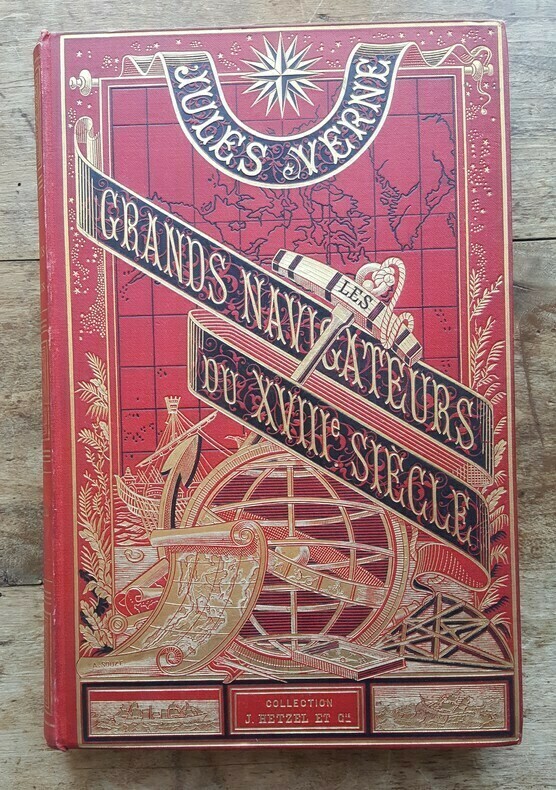 JULES VERNE
LES
GRANDS NAVIGATEURS
DU XVIIIe SIÈCLE
COLLECTION
J. HETZEL ET Cie